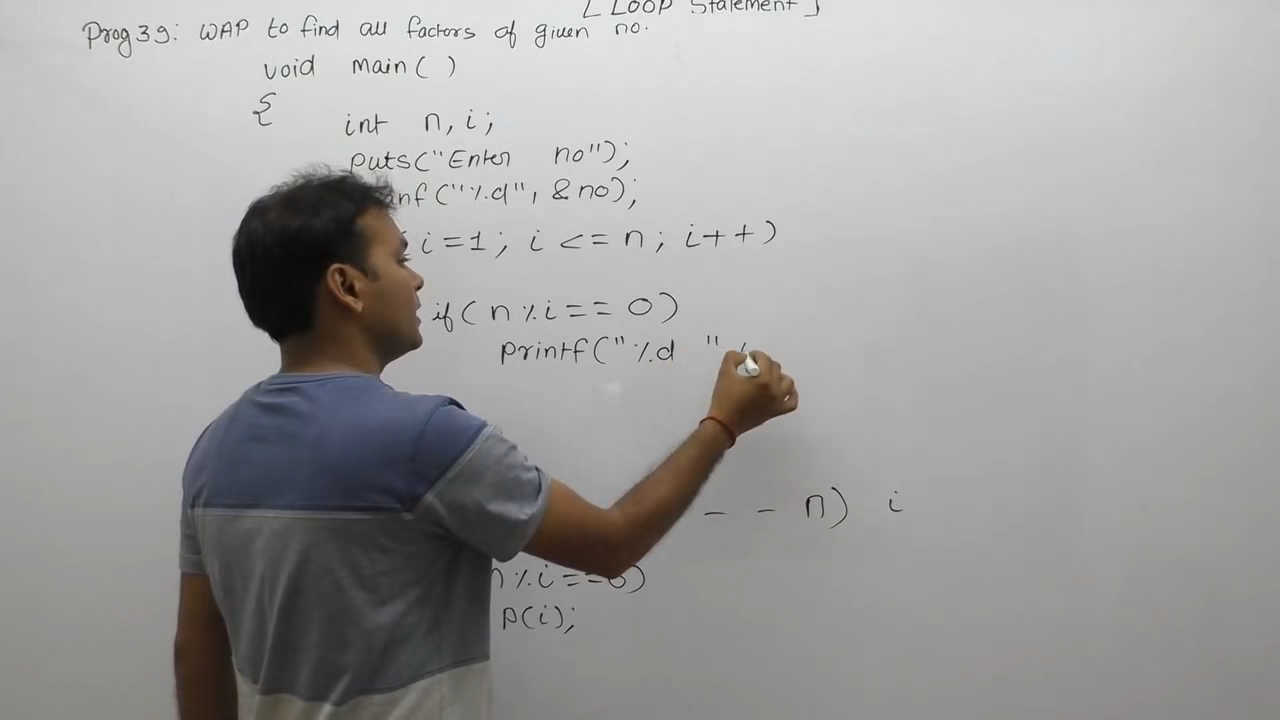 [ LOOP Statement ]
Prog 39: WAP to find all factors of given no.
void main( )
{
int n, i;
puts("Enter no");
anf ("%d", &no);
i=1; i <= n; i++)
if( n%i == 0)
printf("%d "
- - n) i
n%i==0)
P(i);